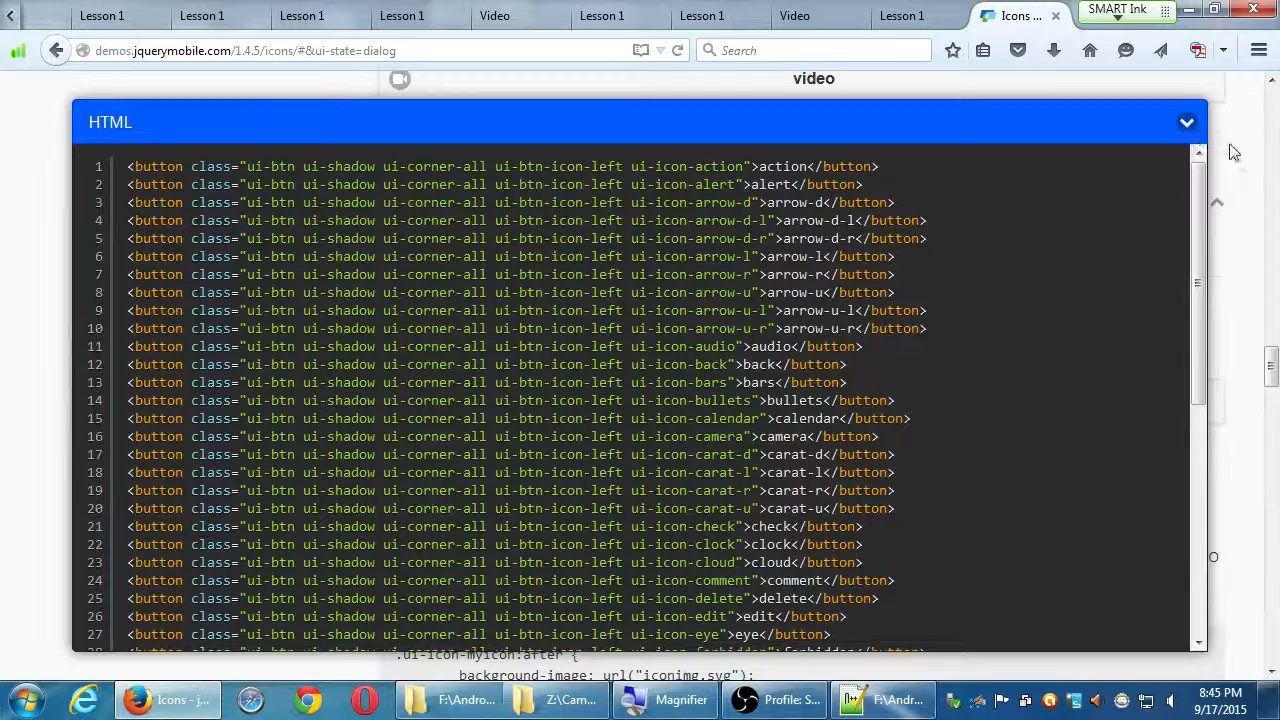 Lesson 1
Lesson 1
Lesson 1
Lesson 1
Video
Lesson 1
Lesson 1
Video
Lesson 1
Icons ...
SMART Ink
demos.jquerymobile.com/1.4.5/icons/#&ui-state=dialog
Search
video
HTML
1 <button class="ui-btn ui-shadow ui-corner-all ui-btn-icon-left ui-icon-action">action</button>
2 <button class="ui-btn ui-shadow ui-corner-all ui-btn-icon-left ui-icon-alert">alert</button>
3 <button class="ui-btn ui-shadow ui-corner-all ui-btn-icon-left ui-icon-arrow-d">arrow-d</button>
4 <button class="ui-btn ui-shadow ui-corner-all ui-btn-icon-left ui-icon-arrow-d-l">arrow-d-l</button>
5 <button class="ui-btn ui-shadow ui-corner-all ui-btn-icon-left ui-icon-arrow-d-r">arrow-d-r</button>
6 <button class="ui-btn ui-shadow ui-corner-all ui-btn-icon-left ui-icon-arrow-l">arrow-l</button>
7 <button class="ui-btn ui-shadow ui-corner-all ui-btn-icon-left ui-icon-arrow-r">arrow-r</button>
8 <button class="ui-btn ui-shadow ui-corner-all ui-btn-icon-left ui-icon-arrow-u">arrow-u</button>
9 <button class="ui-btn ui-shadow ui-corner-all ui-btn-icon-left ui-icon-arrow-u-l">arrow-u-l</button>
10 <button class="ui-btn ui-shadow ui-corner-all ui-btn-icon-left ui-icon-arrow-u-r">arrow-u-r</button>
11 <button class="ui-btn ui-shadow ui-corner-all ui-btn-icon-left ui-icon-audio">audio</button>
12 <button class="ui-btn ui-shadow ui-corner-all ui-btn-icon-left ui-icon-back">back</button>
13 <button class="ui-btn ui-shadow ui-corner-all ui-btn-icon-left ui-icon-bars">bars</button>
14 <button class="ui-btn ui-shadow ui-corner-all ui-btn-icon-left ui-icon-bullets">bullets</button>
15 <button class="ui-btn ui-shadow ui-corner-all ui-btn-icon-left ui-icon-calendar">calendar</button>
16 <button class="ui-btn ui-shadow ui-corner-all ui-btn-icon-left ui-icon-camera">camera</button>
17 <button class="ui-btn ui-shadow ui-corner-all ui-btn-icon-left ui-icon-carat-d">carat-d</button>
18 <button class="ui-btn ui-shadow ui-corner-all ui-btn-icon-left ui-icon-carat-l">carat-l</button>
19 <button class="ui-btn ui-shadow ui-corner-all ui-btn-icon-left ui-icon-carat-r">carat-r</button>
20 <button class="ui-btn ui-shadow ui-corner-all ui-btn-icon-left ui-icon-carat-u">carat-u</button>
21 <button class="ui-btn ui-shadow ui-corner-all ui-btn-icon-left ui-icon-check">check</button>
22 <button class="ui-btn ui-shadow ui-corner-all ui-btn-icon-left ui-icon-clock">clock</button>
23 <button class="ui-btn ui-shadow ui-corner-all ui-btn-icon-left ui-icon-cloud">cloud</button>
24 <button class="ui-btn ui-shadow ui-corner-all ui-btn-icon-left ui-icon-comment">comment</button>
25 <button class="ui-btn ui-shadow ui-corner-all ui-btn-icon-left ui-icon-delete">delete</button>
26 <button class="ui-btn ui-shadow ui-corner-all ui-btn-icon-left ui-icon-edit">edit</button>
27 <button class="ui-btn ui-shadow ui-corner-all ui-btn-icon-left ui-icon-eye">eye</button>
o
.ui-icon-myicon:after {
background-image: url("iconimg.svg");
Icons - j...
F:\Andro...
Z:\Cam...
Magnifier
Profile: S...
F:\Andr...
8:45 PM
9/17/2015